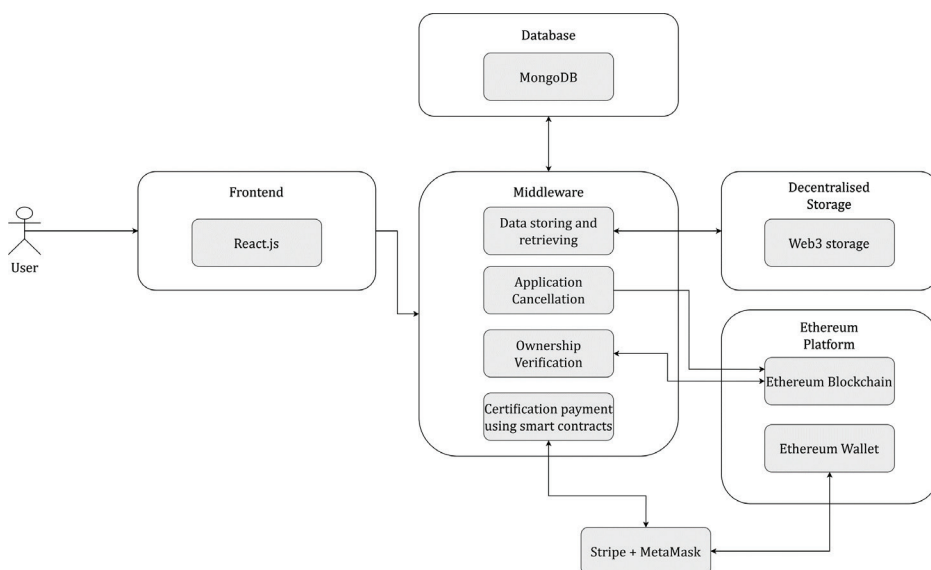 Database
MongoDB
Frontend
React.js
User
Middleware
Data storing and
retrieving
Application
Cancellation
Ownership
Verification
Certification payment
using smart contracts
Decentralised
Storage
Web3 storage
Ethereum
Platform
Ethereum Blockchain
Ethereum Wallet
Stripe + MetaMask